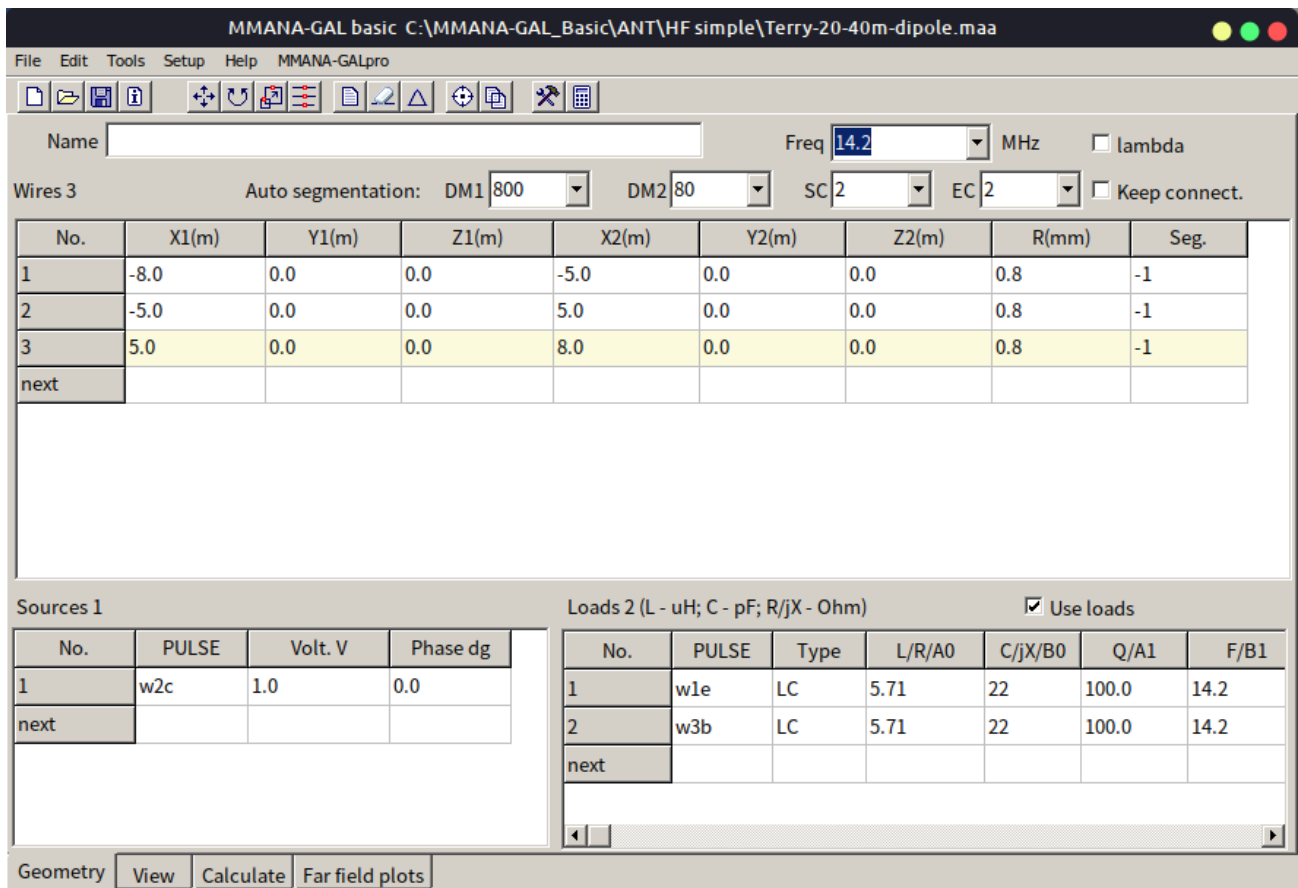 MMANA-GAL basic C:\MMANA-GAL_Basic\ANT\HF simple\Terry-20-40m-dipole.maa
File Edit Tools Setup Help MMANA-GALpro
Name Freq 14.2 MHz lambda
Wires 3 Auto segmentation: DM1 800 DM2 80 SC 2 EC 2 Keep connect.
No. X1(m) Y1(m) Z1(m) X2(m) Y2(m) Z2(m) R(mm) Seg.
1 -8.0 0.0 0.0 -5.0 0.0 0.0 0.8 -1
2 -5.0 0.0 0.0 5.0 0.0 0.0 0.8 -1
3 5.0 0.0 0.0 8.0 0.0 0.0 0.8 -1
next
Sources 1
No. PULSE Volt. V Phase dg
1 w2c 1.0 0.0
next
Loads 2 (L - uH; C - pF; R/jX - Ohm) Use loads
No. PULSE Type L/R/A0 C/jX/B0 Q/A1 F/B1
1 w1e LC 5.71 22 100.0 14.2
2 w3b LC 5.71 22 100.0 14.2
next
Geometry View Calculate Far field plots